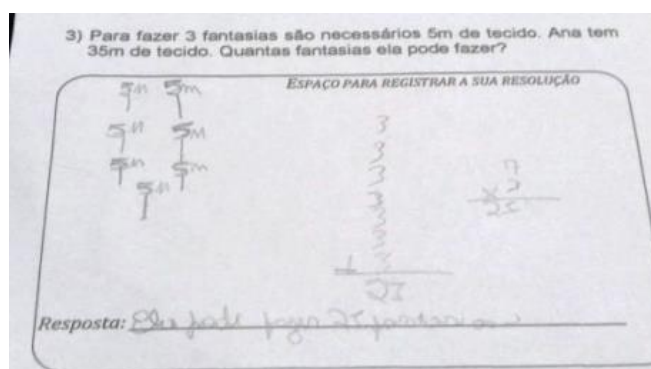 3) Para fazer 3 fantasias são necessários 5m de tecido. Ana tem
35m de tecido. Quantas fantasias ela pode fazer?
ESPAÇO PARA REGISTRAR A SUA RESOLUÇÃO
5m 5m
5m 5m
5m 5m
5m
3
3
3
3
3
3
3
+
21
7
x
21
Resposta: Ela pode fazer 21 fantasias.